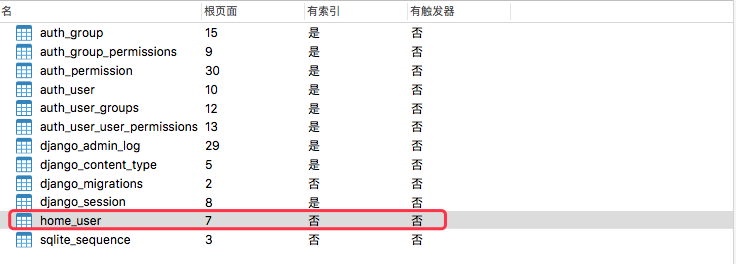 名 根页面 有索引 有触发器
auth_group 15 是 否
auth_group_permissions 9 是 否
auth_permission 30 是 否
auth_user 10 是 否
auth_user_groups 12 是 否
auth_user_user_permissions 13 是 否
django_admin_log 29 是 否
django_content_type 5 是 否
django_migrations 2 否 否
django_session 8 是 否
home_user 7 否 否
sqlite_sequence 3 否 否